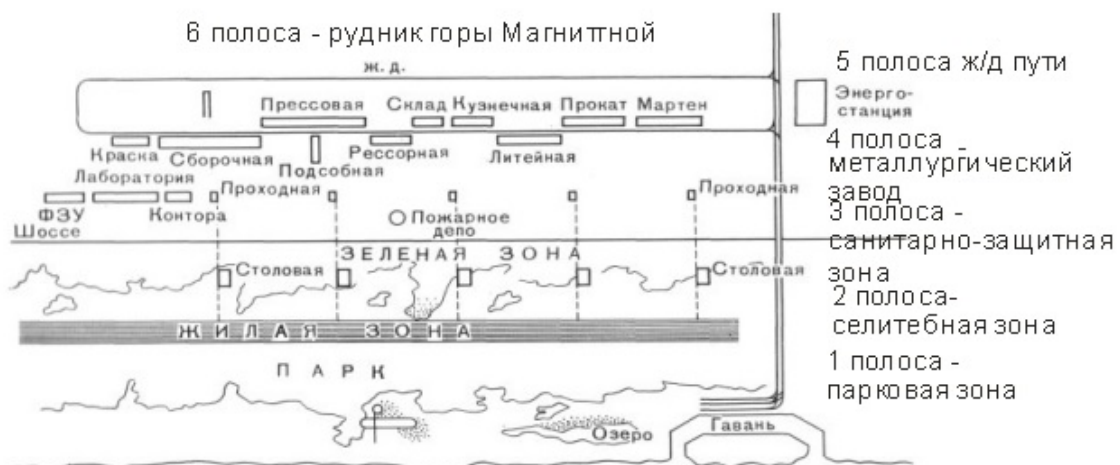 6 полоса - рудник горы Магниттной
ж. д.
5 полоса ж/д пути
Энерго-
станция
Прессовая
Склад
Кузнечная
Прокат
Мартен
Краска
Сборочная
Подсобная
Рессорная
Литейная
4 полоса -
металлургический
завод
Лаборатория
Проходная
Проходная
ФЗУ
Контора
Пожарное
депо
Шоссе
3 полоса -
санитарно-защитная
зона
ЗЕЛЕНАЯ ЗОНА
Столовая
Столовая
2 полоса-
селитебная зона
ЖИЛАЯ ЗОНА
1 полоса -
парковая зона
ПАРК
Озеро
Гавань